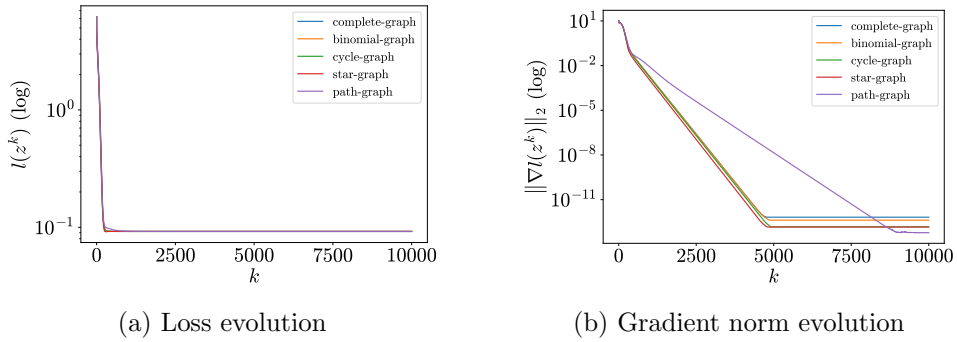 10^0
10^{-1}
l(z^k) (log)
complete-graph
binomial-graph
cycle-graph
star-graph
path-graph
0 2500 5000 7500 10000
k
(a) Loss evolution
10^1
10^{-2}
10^{-5}
10^{-8}
10^{-11}
||∇l(z^k)||_2 (log)
complete-graph
binomial-graph
cycle-graph
star-graph
path-graph
0 2500 5000 7500 10000
k
(b) Gradient norm evolution